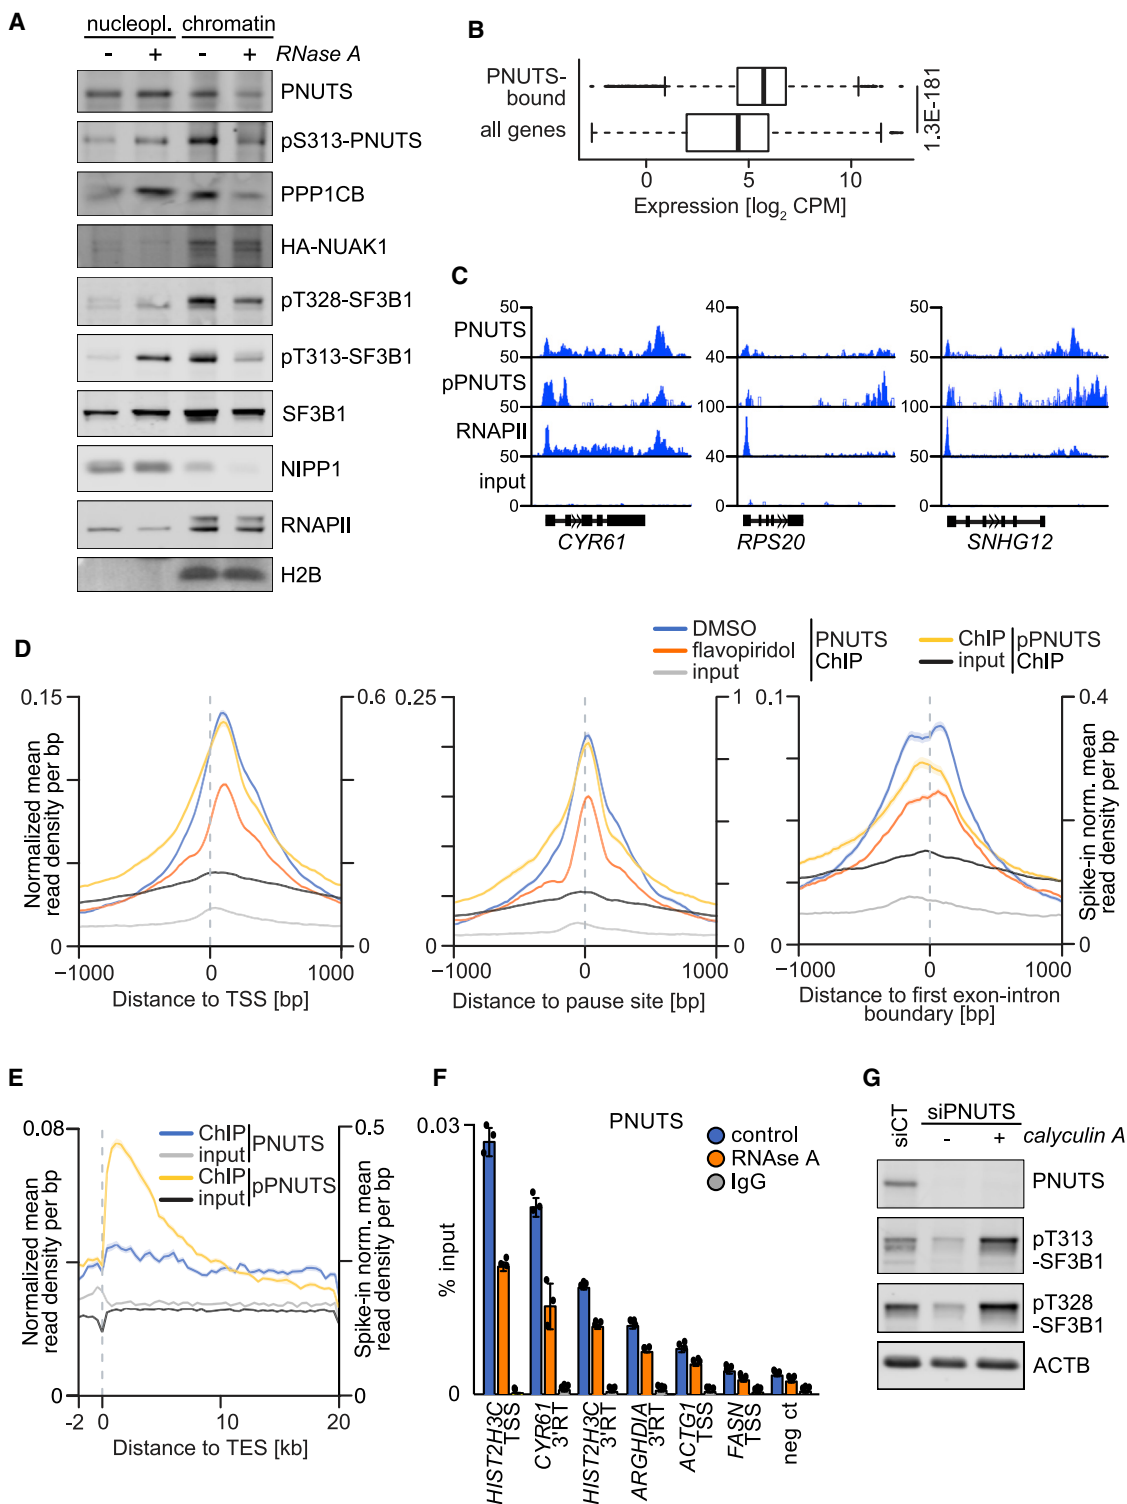 A
nucleopl. chromatin
- + - + RNase A
PNUTS
pS313-PNUTS
PPP1CB
HA-NUAK1
pT328-SF3B1
pT313-SF3B1
SF3B1
NIPP1
RNAPII
H2B
B
PNUTS-
bound
all genes
1.3E-181
0 5 10
Expression [log2 CPM]
C
50 40 50
PNUTS
50 40 50
pPNUTS
50 100 100
RNAPII
50 40 50
input
0 0 0
CYR61 RPS20 SNHG12
D
DMSO
flavopiridol
input
PNUTS
ChIP
ChIP
input
pPNUTS
ChIP
Normalized mean
read density per bp
0.15 0.6
0 0
−1000 0 1000
Distance to TSS [bp]
0.25 1
0 0
−1000 0 1000
Distance to pause site [bp]
0.1 0.4
0 0
−1000 0 1000
Distance to first exon-intron
boundary [bp]
Spike-in norm. mean
read density per bp
E
Normalized mean
read density per bp
0.08 0.5
ChIP
input
PNUTS
ChIP
input
pPNUTS
0 0
-2 0 10 20
Distance to TES [kb]
Spike-in norm. mean
read density per bp
F
PNUTS
control
RNAse A
IgG
% input
0.03
0
HIST2H3C
TSS
CYR61
3'RT
HIST2H3C
3'RT
ARGHDIA
3'RT
ACTG1
TSS
FASN
TSS
neg ct
G
siCT
siPNUTS
- + calyculin A
PNUTS
pT313
-SF3B1
pT328
-SF3B1
ACTB